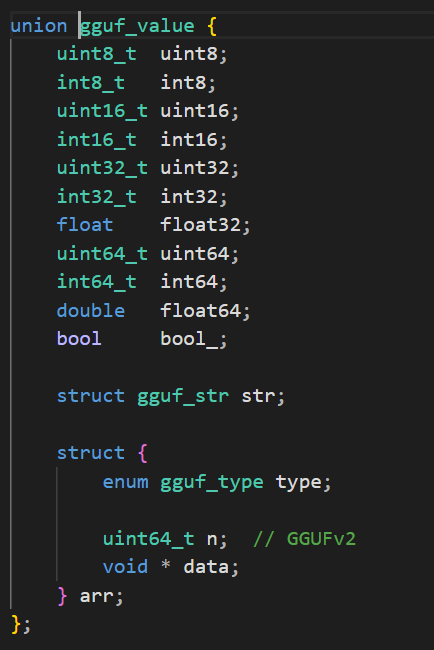 union gguf_value {
    uint8_t  uint8;
    int8_t   int8;
    uint16_t uint16;
    int16_t  int16;
    uint32_t uint32;
    int32_t  int32;
    float    float32;
    uint64_t uint64;
    int64_t  int64;
    double   float64;
    bool     bool_;

    struct gguf_str str;

    struct {
        enum gguf_type type;

        uint64_t n;  // GGUFv2
        void * data;
    } arr;
};